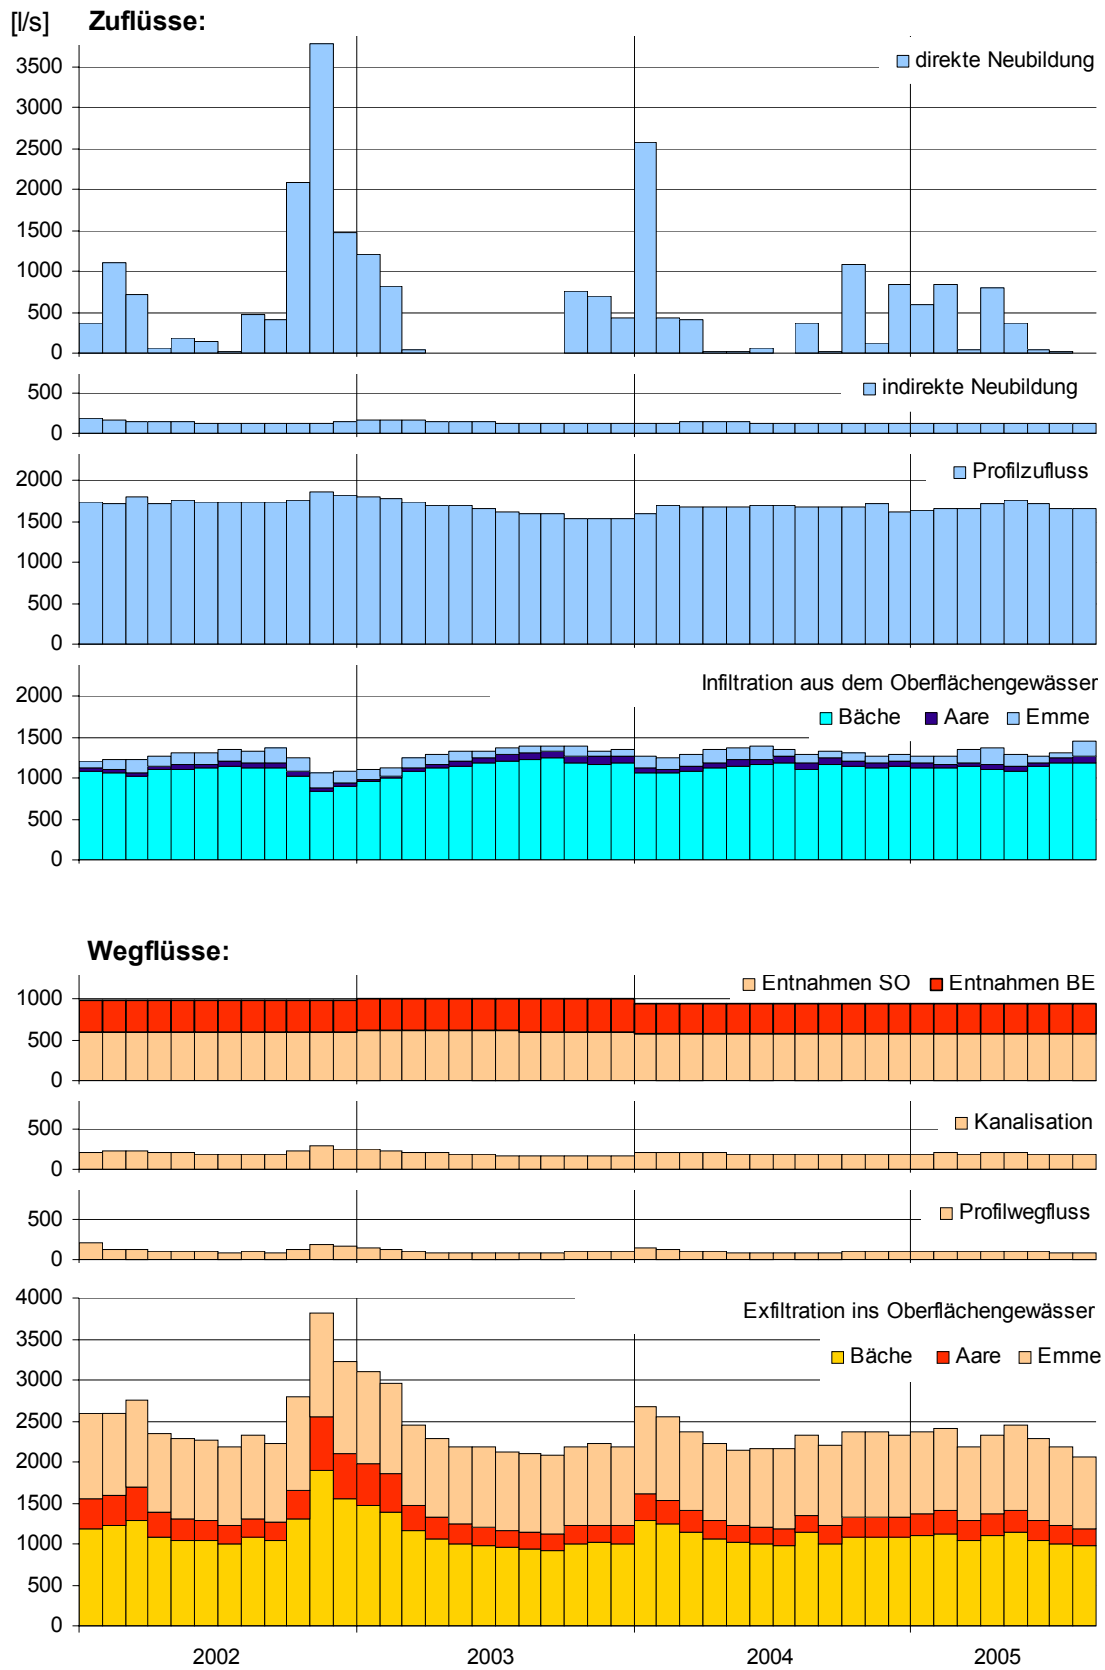 [l/s] Zuflüsse:
direkte Neubildung
3500
3000
2500
2000
1500
1000
500
0
indirekte Neubildung
500
0
Profilzufluss
2000
1500
1000
500
0
Infiltration aus dem Oberflächengewässer
2000
Bäche Aare Emme
1500
1000
500
0
Wegflüsse:
Entnahmen SO Entnahmen BE
1000
500
0
Kanalisation
500
0
Profilwegfluss
500
0
4000
Exfiltration ins Oberflächengewässer
3500
Bäche Aare Emme
3000
2500
2000
1500
1000
500
0
2002 2003 2004 2005